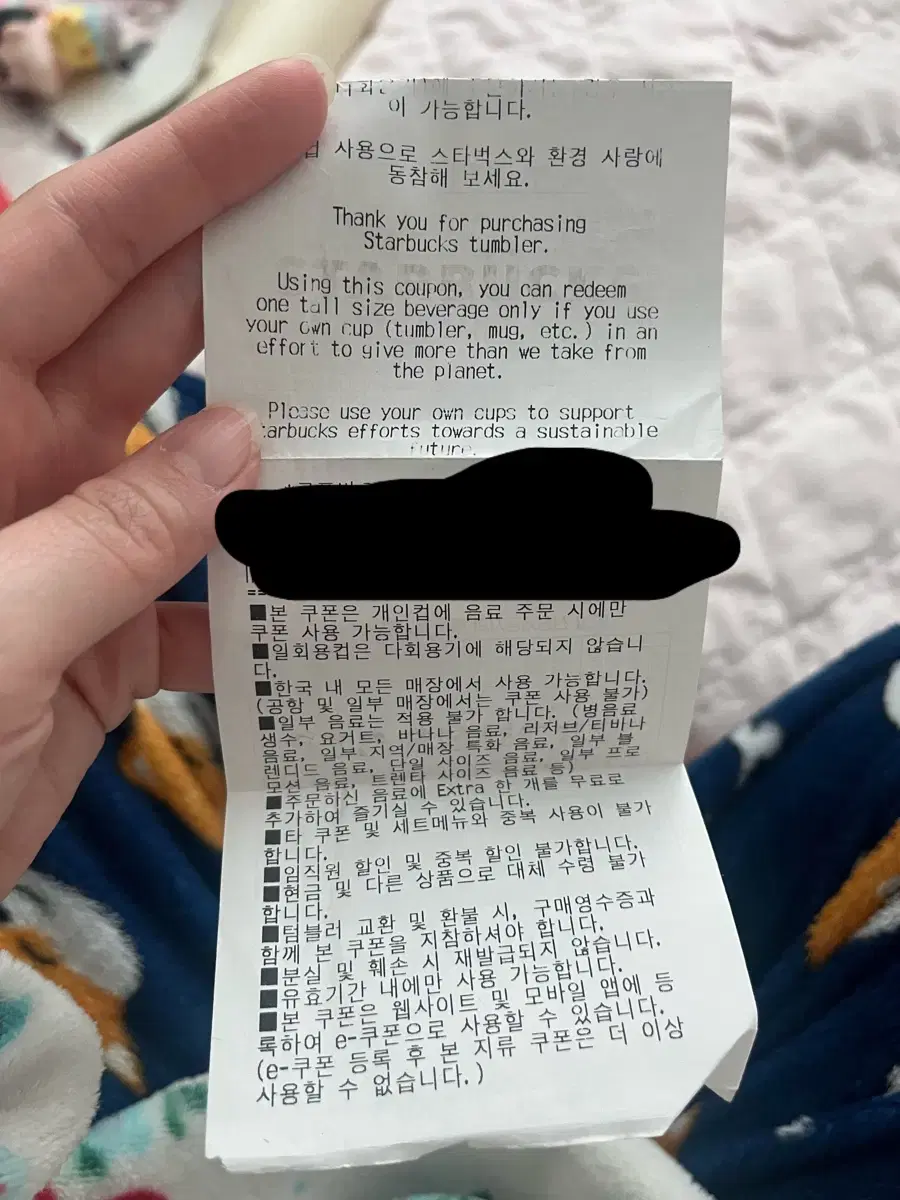 이 가능합니다.
사용으로 스타벅스와 환경 사랑에
동참해 보세요.
Thank you for purchasing
Starbucks tumbler.
Using this coupon, you can redeem
one tall size beverage only if you use
your own cup (tumbler, mug, etc.) in an
effort to give more than we take from
the planet.
Please use your own cups to support
tarbucks efforts towards a sustainable
future.
==
■본 쿠폰은 개인컵에 음료 주문 시에만
쿠폰 사용 가능합니다.
■일회용컵은 다회용기에 해당되지 않습니
다.
■한국 내 모든 매장에서 사용 가능합니다.
(공항 및 일부 매장에서는 쿠폰 사용 불가)
■일부 음료는 적용 불가 합니다. (병음료
생수, 요거트, 바나나 음료, 리저브/티바나
음료, 일부 지역/매장 특화 음료, 일부 블
렌디드 음료, 단일 사이즈 음료, 일부 프로
모션 음료, 트렌타 사이즈 음료 등)
■주문하신 음료에 Extra 한 개를 무료로
추가하여 즐기실 수 있습니다.
■타 쿠폰 및 세트메뉴와 중복 사용이 불가
합니다.
■임직원 할인 및 중복 할인 불가합니다.
■현금 및 다른 상품으로 대체 수령 불가
합니다.
■텀블러 교환 및 환불 시, 구매영수증과
함께 본 쿠폰을 지참하셔야 합니다.
■분실 및 훼손 시 재발급되지 않습니다.
■유효기간 내에만 사용 가능합니다.
■본 쿠폰은 웹사이트 및 모바일 앱에 등
록하여 e-쿠폰으로 사용할 수 있습니다.
(e-쿠폰 등록 후 본 지류 쿠폰은 더 이상
사용할 수 없습니다.)